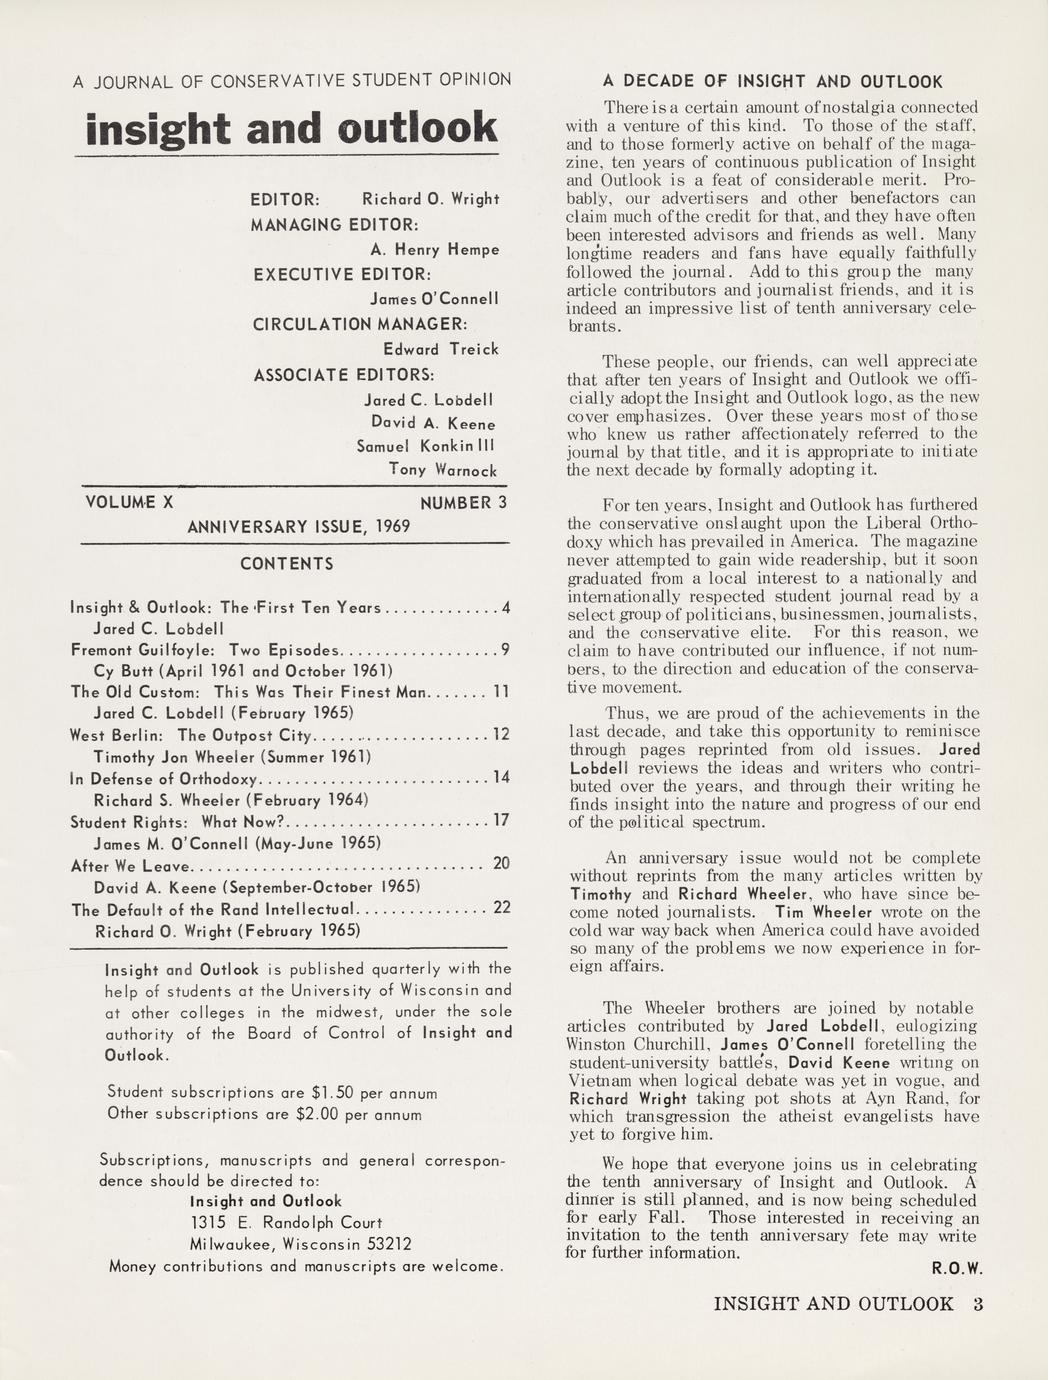 A JOURNAL OF CONSERVATIVE STUDENT OPINION
insight and outlook
EDITOR: Richard O. Wright
MANAGING EDITOR:
A. Henry Hempe
EXECUTIVE EDITOR:
James O'Connell
CIRCULATION MANAGER:
Edward Treick
ASSOCIATE EDITORS:
Jared C. Lobdell
David A. Keene
Samuel Konkin III
Tony Warnock
VOLUME X NUMBER 3
ANNIVERSARY ISSUE, 1969
CONTENTS
Insight & Outlook: The First Ten Years.............4
Jared C. Lobdell
Fremont Guilfoyle: Two Episodes..................9
Cy Butt (April 1961 and October 1961)
The Old Custom: This Was Their Finest Man.......11
Jared C. Lobdell (February 1965)
West Berlin: The Outpost City....................12
Timothy Jon Wheeler (Summer 1961)
In Defense of Orthodoxy..........................14
Richard S. Wheeler (February 1964)
Student Rights: What Now?.......................17
James M. O'Connell (May-June 1965)
After We Leave................................. 20
David A. Keene (September-October 1965)
The Default of the Rand Intellectual...............22
Richard O. Wright (February 1965)
Insight and Outlook is published quarterly with the
help of students at the University of Wisconsin and
at other colleges in the midwest, under the sole
authority of the Board of Control of Insight and
Outlook.
Student subscriptions are $1.50 per annum
Other subscriptions are $2.00 per annum
Subscriptions, manuscripts and general correspon-
dence should be directed to:
Insight and Outlook
1315 E. Randolph Court
Milwaukee, Wisconsin 53212
Money contributions and manuscripts are welcome.
A DECADE OF INSIGHT AND OUTLOOK
There is a certain amount of nostalgia connected
with a venture of this kind. To those of the staff,
and to those formerly active on behalf of the maga-
zine, ten years of continuous publication of Insight
and Outlook is a feat of considerable merit. Pro-
bably, our advertisers and other benefactors can
claim much of the credit for that, and they have often
been interested advisors and friends as well. Many
longtime readers and fans have equally faithfully
followed the journal. Add to this group the many
article contributors and journalist friends, and it is
indeed an impressive list of tenth anniversary cele-
brants.
These people, our friends, can well appreciate
that after ten years of Insight and Outlook we offi-
cially adopt the Insight and Outlook logo, as the new
cover emphasizes. Over these years most of those
who knew us rather affectionately referred to the
journal by that title, and it is appropriate to initiate
the next decade by formally adopting it.
For ten years, Insight and Outlook has furthered
the conservative onslaught upon the Liberal Ortho-
doxy which has prevailed in America. The magazine
never attempted to gain wide readership, but it soon
graduated from a local interest to a nationally and
internationally respected student journal read by a
select group of politicians, businessmen, journalists,
and the conservative elite. For this reason, we
claim to have contributed our influence, if not num-
bers, to the direction and education of the conserva-
tive movement.
Thus, we are proud of the achievements in the
last decade, and take this opportunity to reminisce
through pages reprinted from old issues. Jared
Lobdell reviews the ideas and writers who contri-
buted over the years, and through their writing he
finds insight into the nature and progress of our end
of the political spectrum.
An anniversary issue would not be complete
without reprints from the many articles written by
Timothy and Richard Wheeler, who have since be-
come noted journalists. Tim Wheeler wrote on the
cold war way back when America could have avoided
so many of the problems we now experience in for-
eign affairs.
The Wheeler brothers are joined by notable
articles contributed by Jared Lobdell, eulogizing
Winston Churchill, James O'Connell foretelling the
student-university battle's, David Keene writing on
Vietnam when logical debate was yet in vogue, and
Richard Wright taking pot shots at Ayn Rand, for
which transgression the atheist evangelists have
yet to forgive him.
We hope that everyone joins us in celebrating
the tenth anniversary of Insight and Outlook. A
dinner is still planned, and is now being scheduled
for early Fall. Those interested in receiving an
invitation to the tenth anniversary fete may write
for further information.
R.O.W.
INSIGHT AND OUTLOOK 3